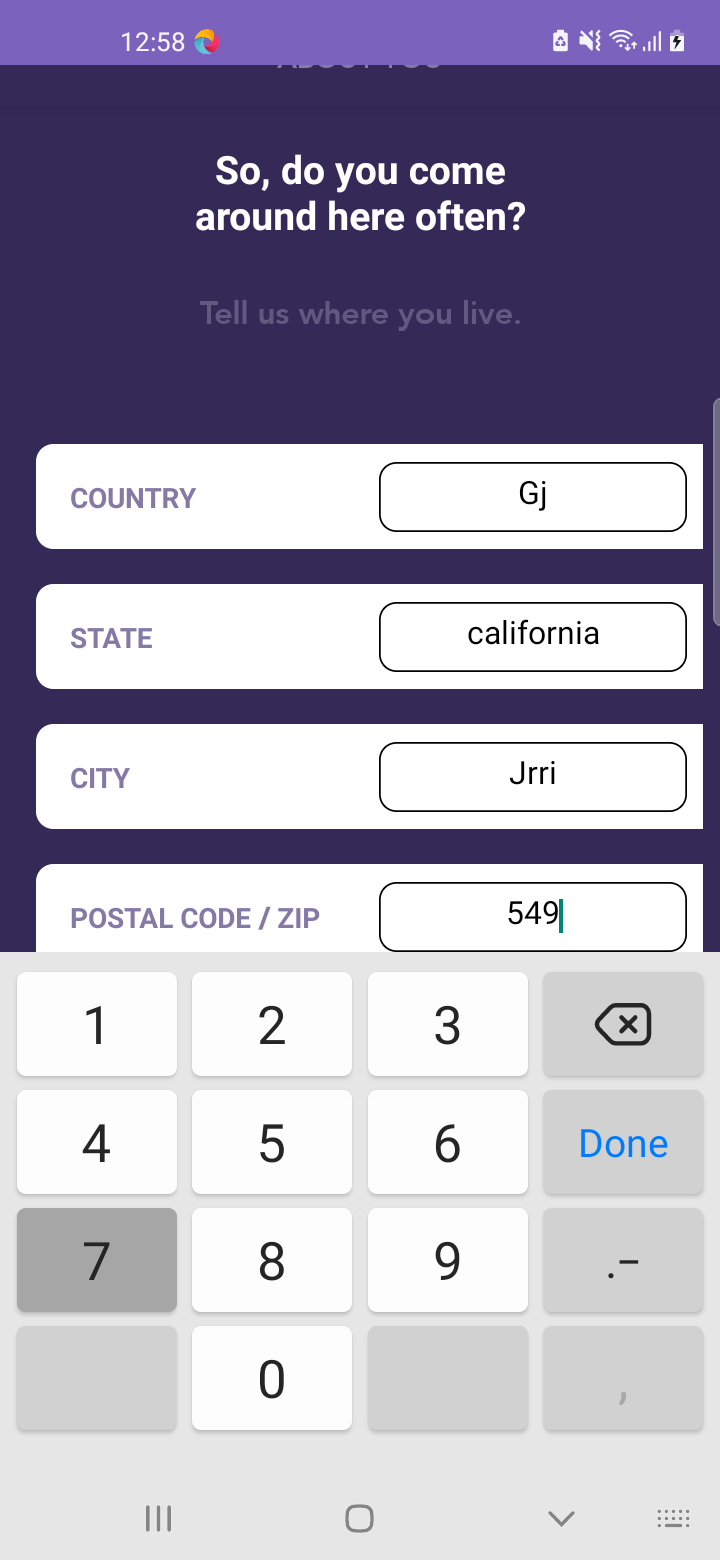 12:58
So, do you come
around here often?
Tell us where you live.
COUNTRY
Gj
STATE
california
CITY
Jrri
POSTAL CODE / ZIP
549
1 2 3
4 5 6 Done
7 8 9 .-
0 ,